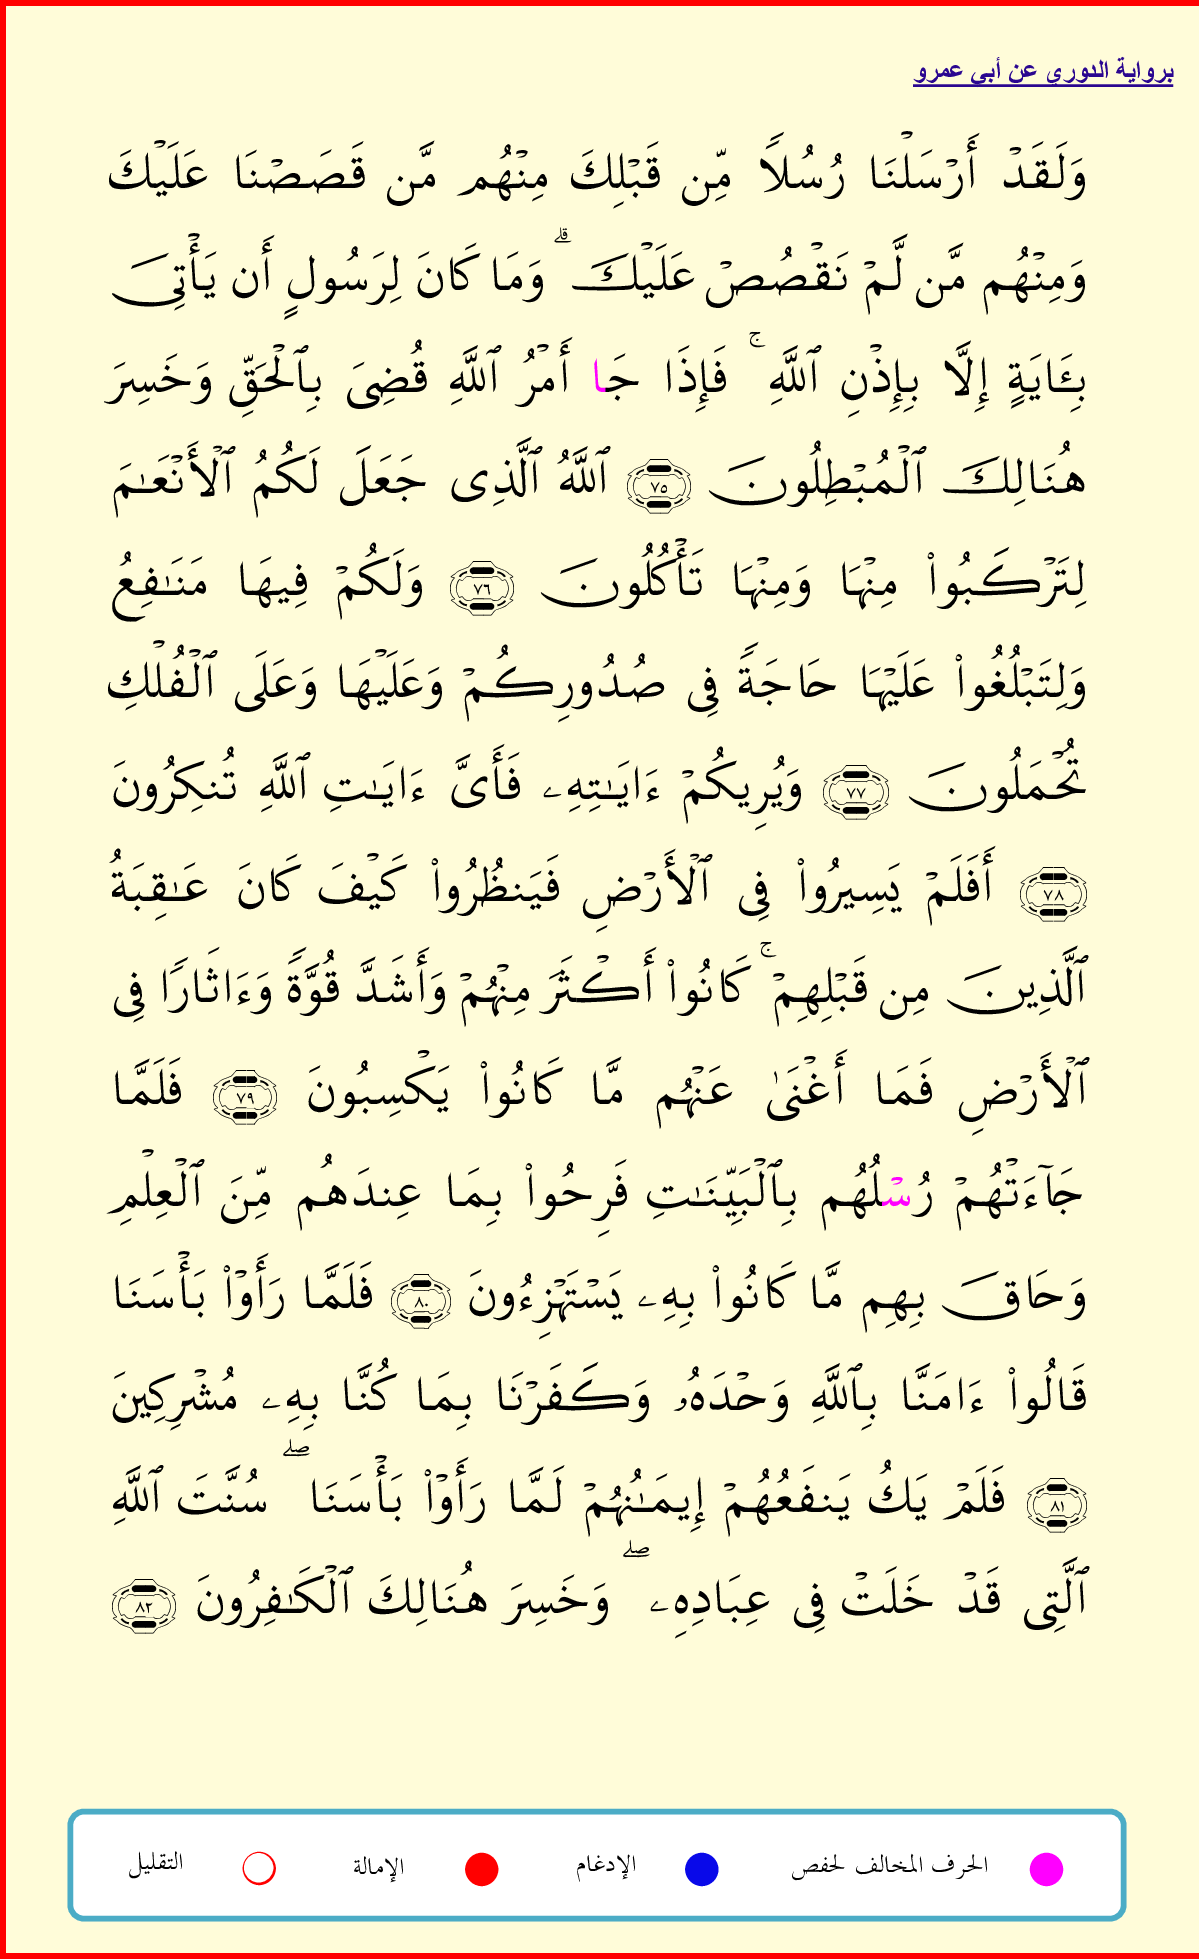 برواية الدوري عن أبي عمرو
وَلَقَدْ أَرْسَلْنَا رُسُلًا مِّن قَبْلِكَ مِنْهُم مَّن قَصَصْنَا عَلَيْكَ
وَمِنْهُم مَّن لَّمْ نَقْصُصْ عَلَيْكَ ۗ وَمَا كَانَ لِرَسُولٍ أَن يَأْتِىَ
بِـَٔايَةٍ إِلَّا بِإِذْنِ ٱللَّهِ ۚ فَإِذَا جَا أَمْرُ ٱللَّهِ قُضِىَ بِٱلْحَقِّ وَخَسِرَ
هُنَالِكَ ٱلْمُبْطِلُونَ ٧٥ ٱللَّهُ ٱلَّذِى جَعَلَ لَكُمُ ٱلْأَنْعَـٰمَ
لِتَرْكَبُوا۟ مِنْهَا وَمِنْهَا تَأْكُلُونَ ٧٦ وَلَكُمْ فِيهَا مَنَـٰفِعُ
وَلِتَبْلُغُوا۟ عَلَيْهَا حَاجَةً فِى صُدُورِكُمْ وَعَلَيْهَا وَعَلَى ٱلْفُلْكِ
تُحْمَلُونَ ٧٧ وَيُرِيكُمْ ءَايَـٰتِهِۦ فَأَىَّ ءَايَـٰتِ ٱللَّهِ تُنكِرُونَ
٧٨ أَفَلَمْ يَسِيرُوا۟ فِى ٱلْأَرْضِ فَيَنظُرُوا۟ كَيْفَ كَانَ عَـٰقِبَةُ
ٱلَّذِينَ مِن قَبْلِهِمْ ۚ كَانُوا۟ أَكْثَرَ مِنْهُمْ وَأَشَدَّ قُوَّةً وَءَاثَارًا فِى
ٱلْأَرْضِ فَمَا أَغْنَىٰ عَنْهُم مَّا كَانُوا۟ يَكْسِبُونَ ٧٩ فَلَمَّا
جَآءَتْهُمْ رُسْلُهُم بِٱلْبَيِّنَـٰتِ فَرِحُوا۟ بِمَا عِندَهُم مِّنَ ٱلْعِلْمِ
وَحَاقَ بِهِم مَّا كَانُوا۟ بِهِۦ يَسْتَهْزِءُونَ ٨٠ فَلَمَّا رَأَوْا۟ بَأْسَنَا
قَالُوا۟ ءَامَنَّا بِٱللَّهِ وَحْدَهُۥ وَكَفَرْنَا بِمَا كُنَّا بِهِۦ مُشْرِكِينَ
٨١ فَلَمْ يَكُ يَنفَعُهُمْ إِيمَـٰنُهُمْ لَمَّا رَأَوْا۟ بَأْسَنَا ۖ سُنَّتَ ٱللَّهِ
ٱلَّتِى قَدْ خَلَتْ فِى عِبَادِهِۦ ۖ وَخَسِرَ هُنَالِكَ ٱلْكَـٰفِرُونَ ٨٢
الحرف المخالف لحفص الإدغام الإمالة التقليل